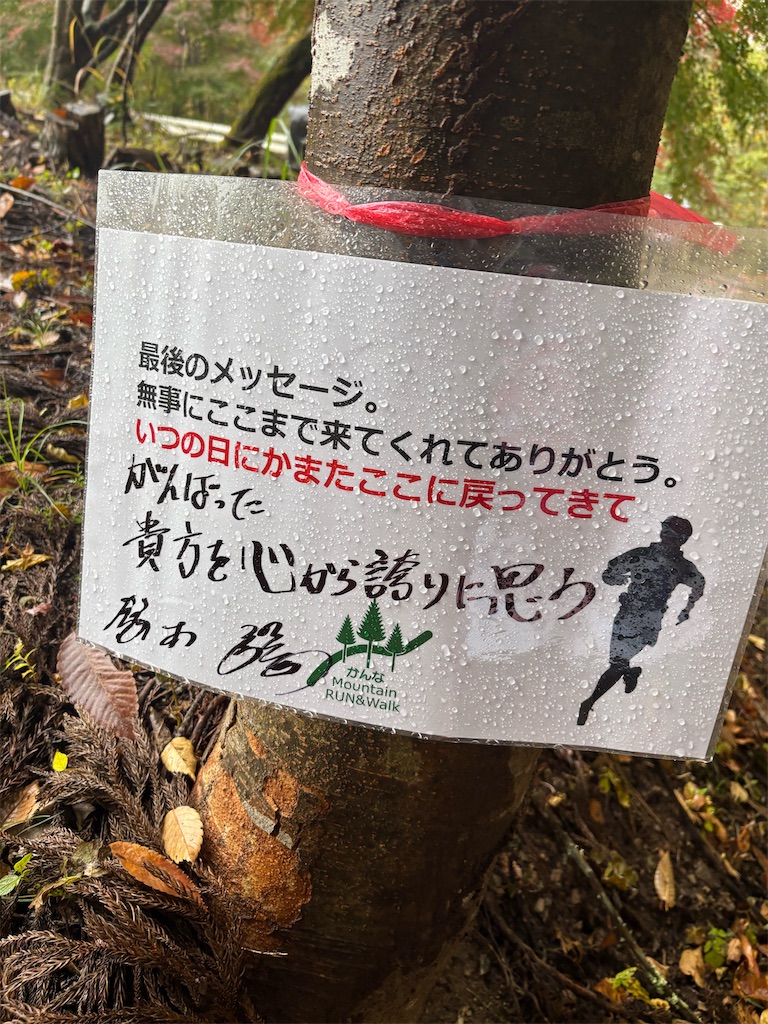 最後のメッセージ。
無事にここまで来てくれてありがとう。
いつの日にかまたここに戻ってきて
がんばった
貴方を心から誇りに思う
鏑木 毅
かんな
Mountain
RUN&Walk